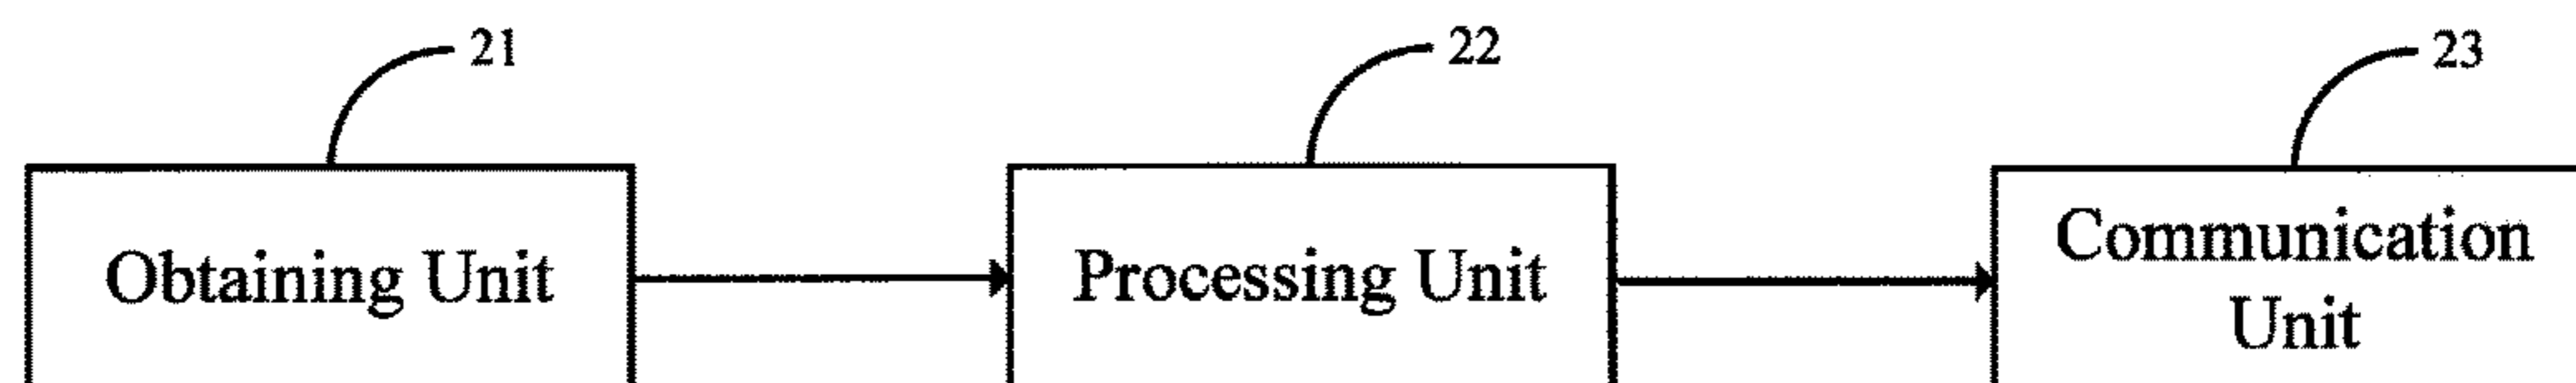 21
22
23
Obtaining Unit
Processing Unit
Communication
Unit